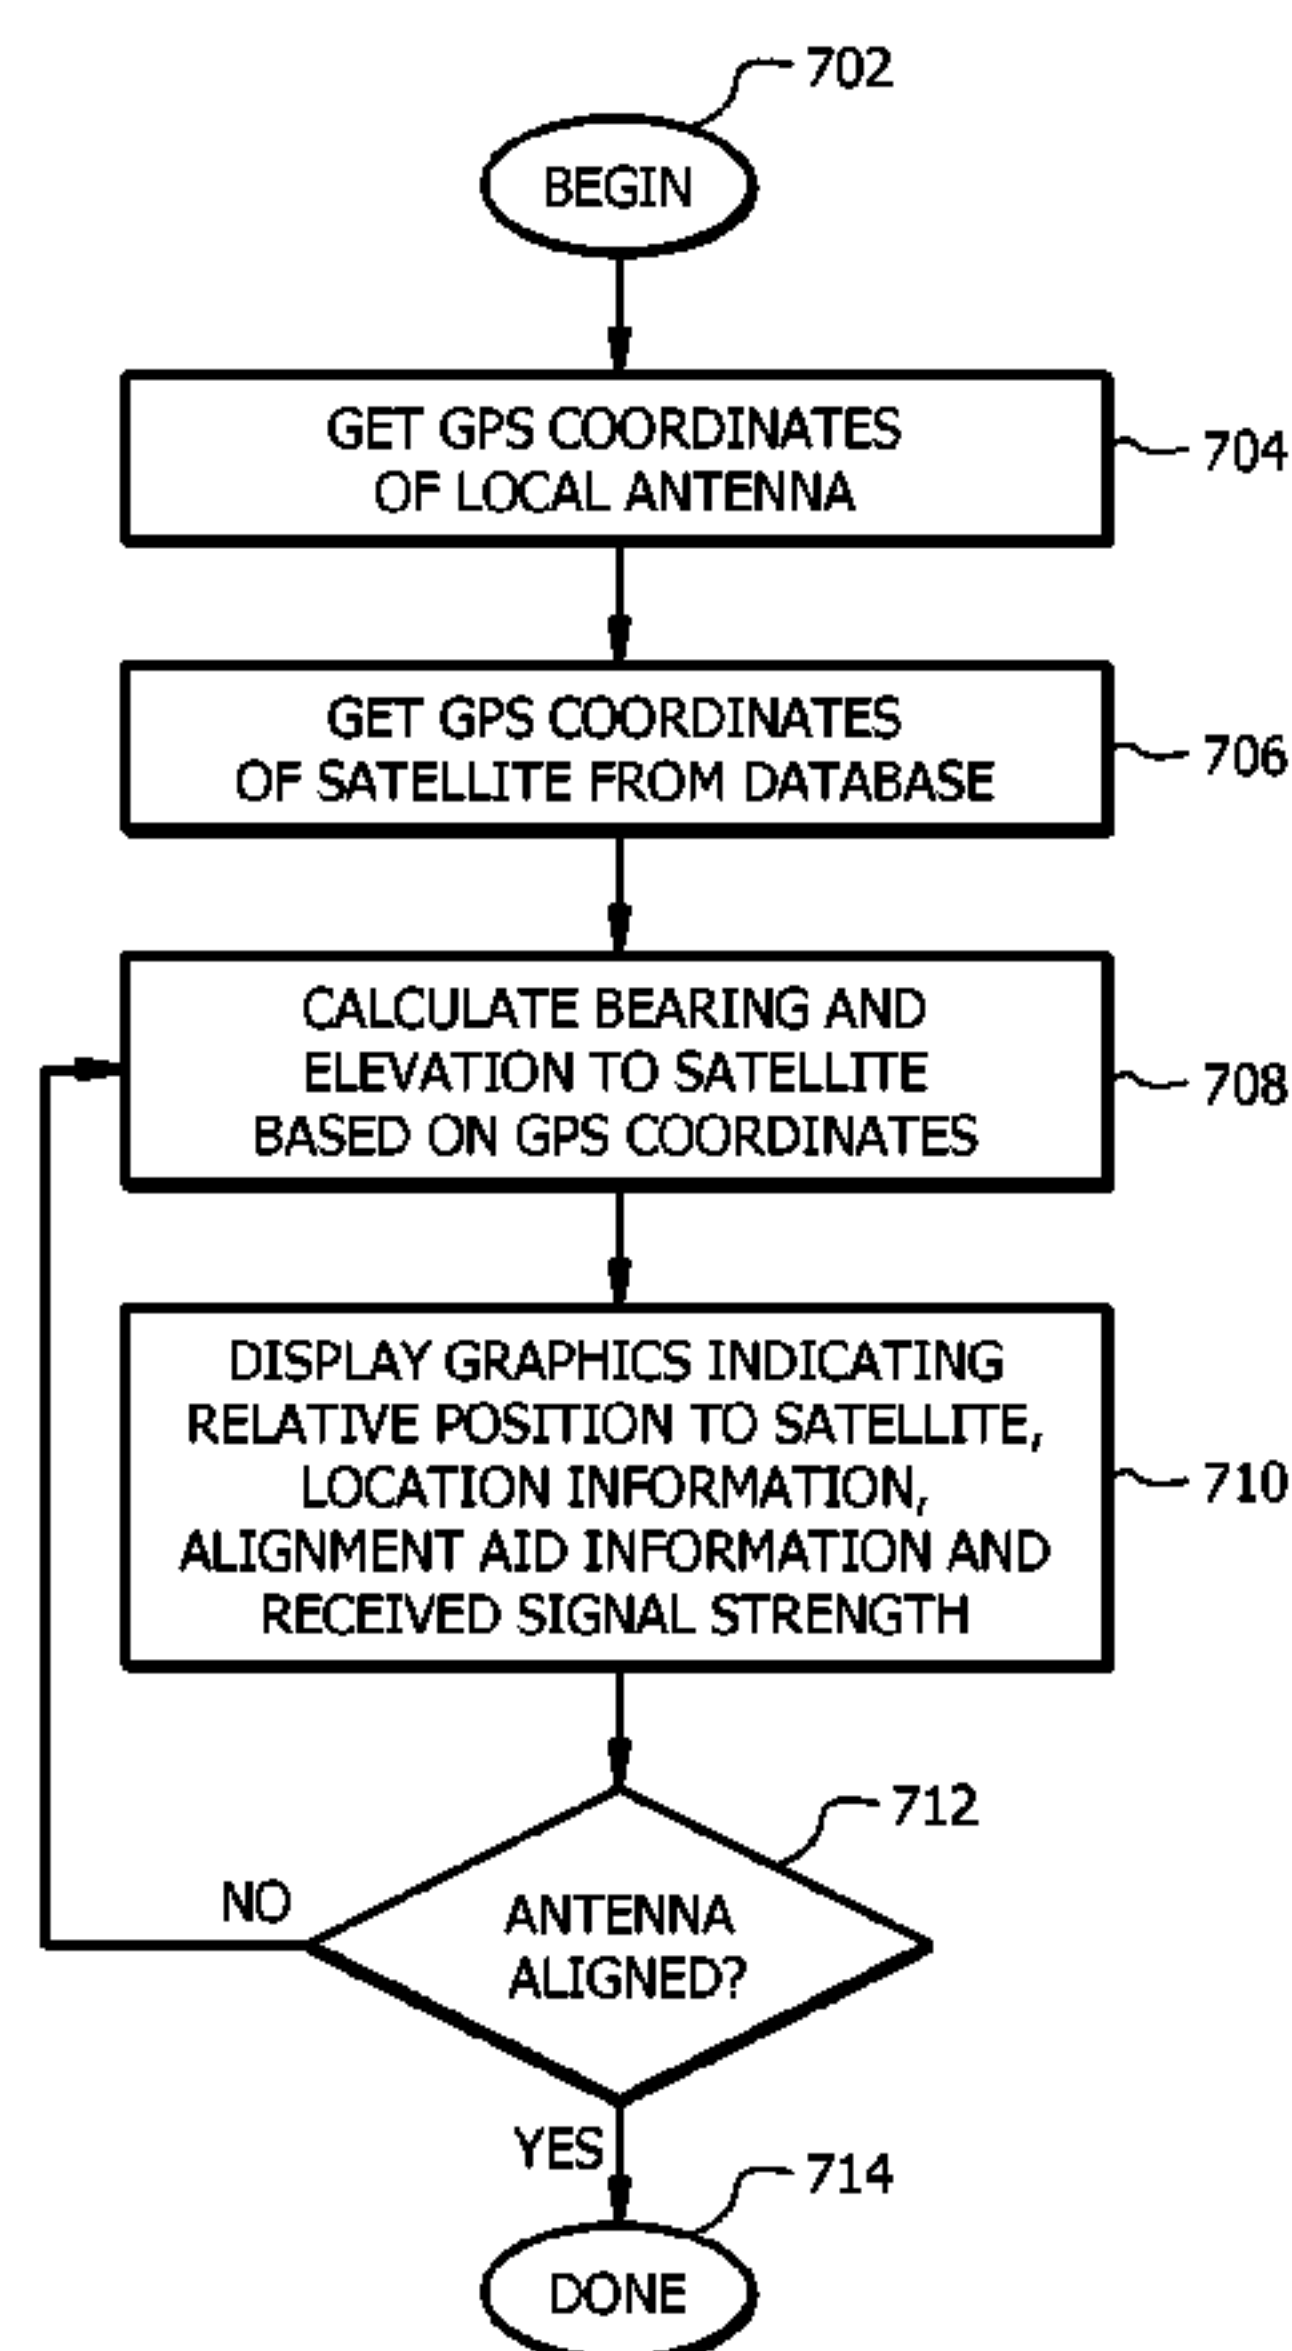 702
BEGIN
GET GPS COORDINATES
OF LOCAL ANTENNA
704
GET GPS COORDINATES
OF SATELLITE FROM DATABASE
706
CALCULATE BEARING AND
ELEVATION TO SATELLITE
BASED ON GPS COORDINATES
708
DISPLAY GRAPHICS INDICATING
RELATIVE POSITION TO SATELLITE,
LOCATION INFORMATION,
ALIGNMENT AID INFORMATION AND
RECEIVED SIGNAL STRENGTH
710
712
NO
ANTENNA
ALIGNED?
YES
714
DONE